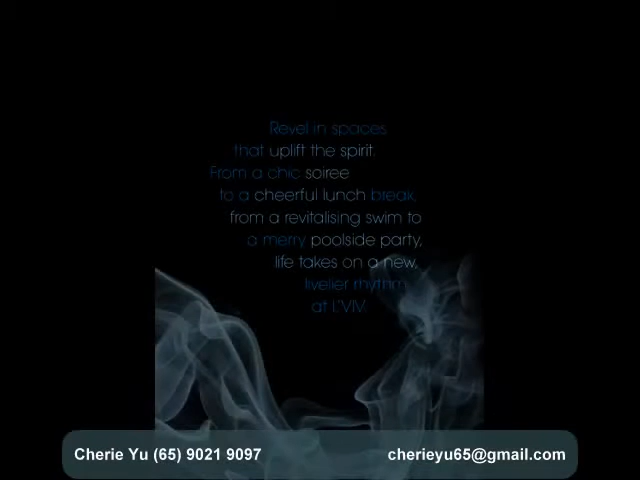 Revel in spaces
that uplift the spirit.
From a chic soiree
to a cheerful lunch break,
from a revitalising swim to
a merry poolside party,
life takes on a new,
livelier rhythm
at L'VIV.
Cherie Yu (65) 9021 9097
cherieyu65@gmail.com